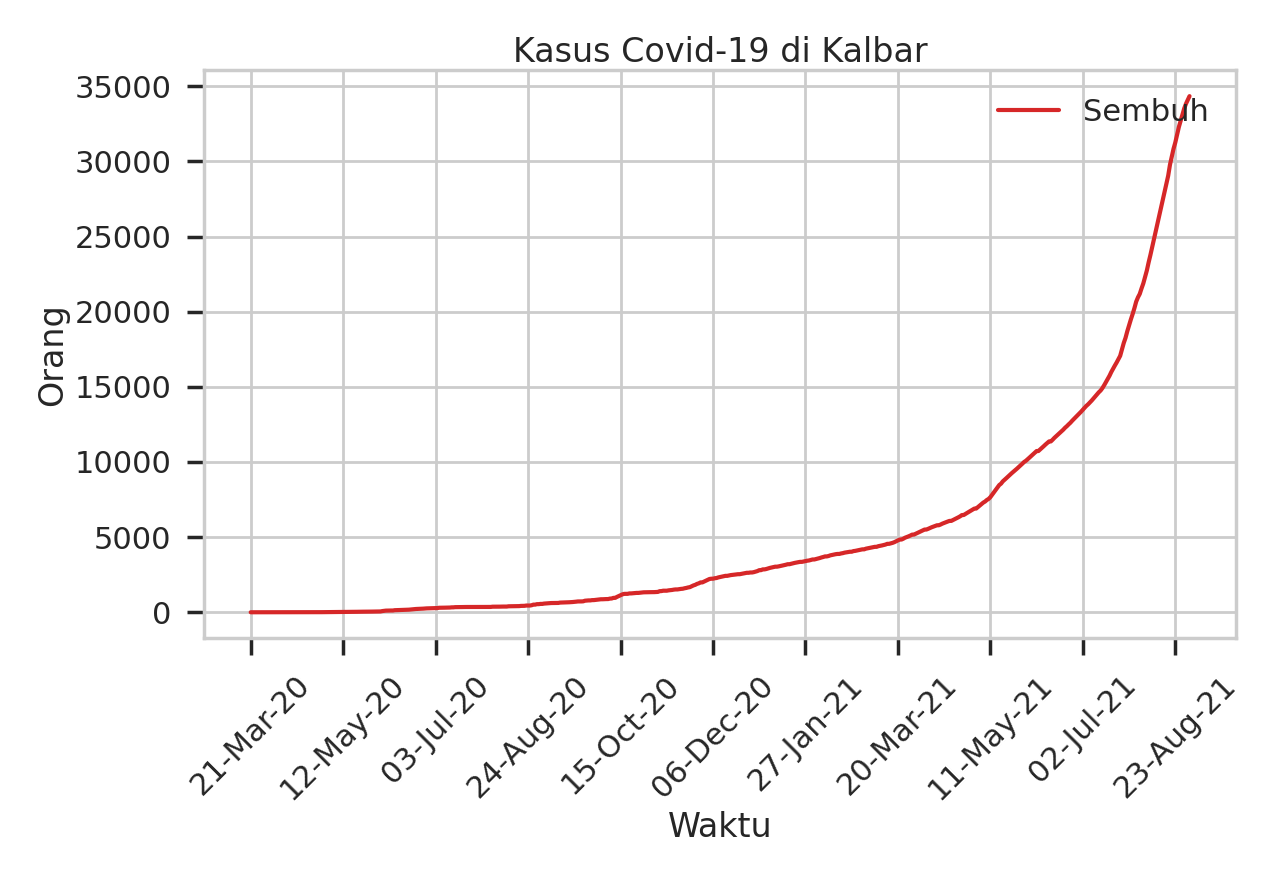 Kasus Covid-19 di Kalbar
Sembuh
35000
30000
25000
20000
15000
10000
5000
0
Orang
21-Mar-20
12-May-20
03-Jul-20
24-Aug-20
15-Oct-20
06-Dec-20
27-Jan-21
20-Mar-21
11-May-21
02-Jul-21
23-Aug-21
Waktu